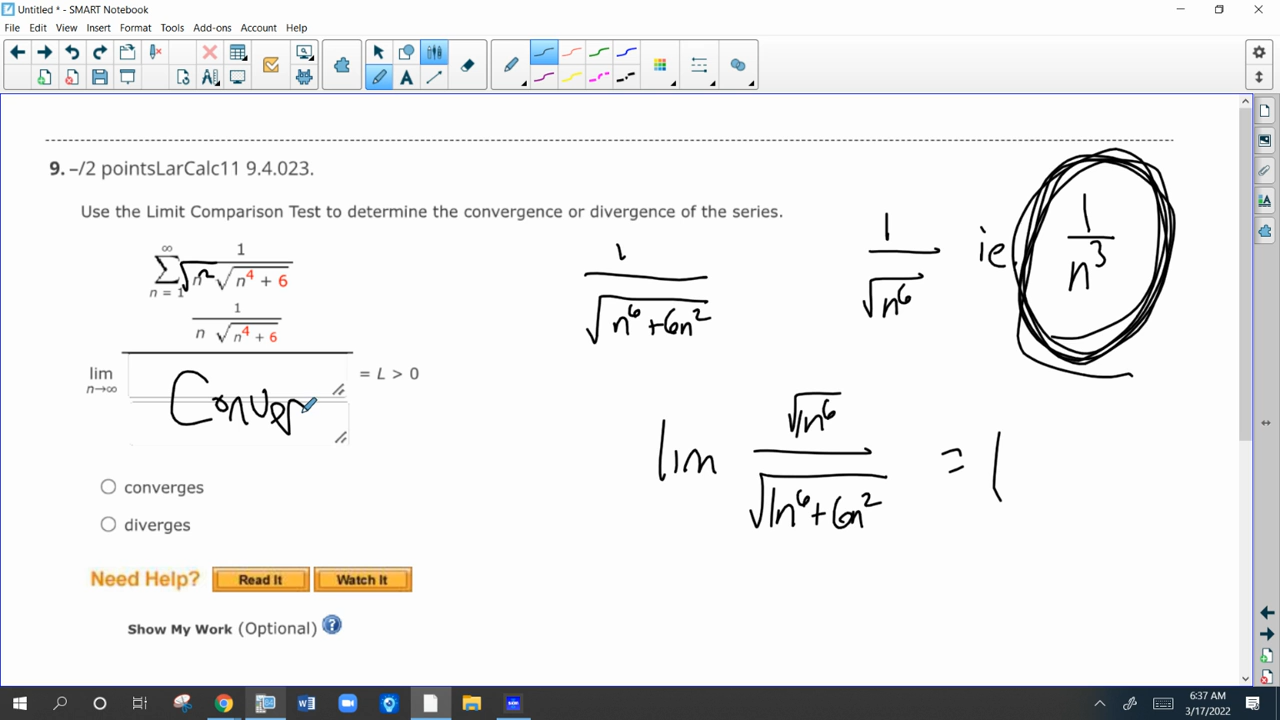 Untitled * - SMART Notebook
File Edit View Insert Format Tools Add-ons Account Help
9. –/2 pointsLarCalc11 9.4.023.
Use the Limit Comparison Test to determine the convergence or divergence of the series.
∞
Σ 1 / √n² √(n⁴ + 6)
n = 1
1 / n √(n⁴ + 6)
lim n→∞ = L > 0
Conver
converges
diverges
Need Help? Read It Watch It
Show My Work (Optional) ?
1 / √(n⁶ + 6n²)
1 / √n⁶ ie. 1 / n³
lim √1n⁶ / √(1n⁶ + 6n²) = 1
6:37 AM
3/17/2022